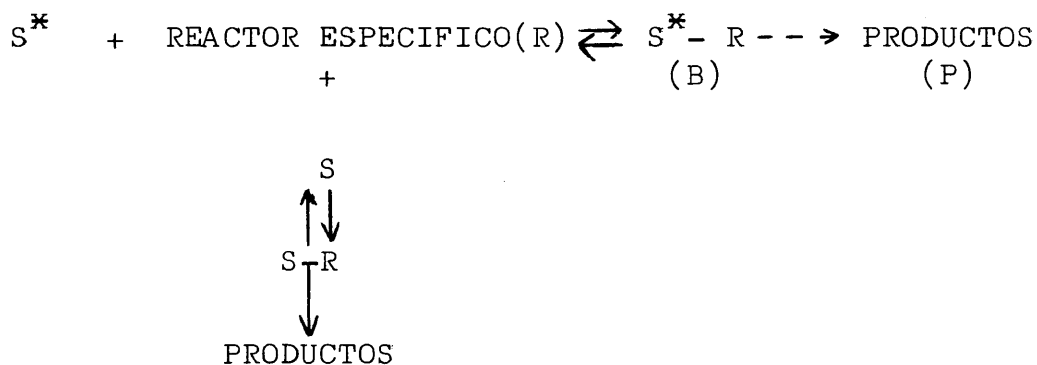 S* + REACTOR ESPECIFICO(R) ⇌ S*- R - - → PRODUCTOS
+ (B) (P)
S
S-R
PRODUCTOS